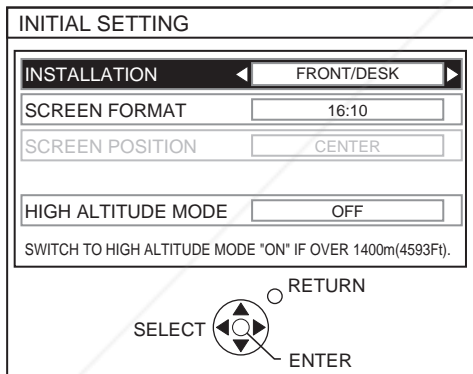 INITIAL SETTING
INSTALLATION FRONT/DESK
SCREEN FORMAT 16:10
SCREEN POSITION CENTER
HIGH ALTITUDE MODE OFF
SWITCH TO HIGH ALTITUDE MODE "ON" IF OVER 1400m(4593Ft).
RETURN
SELECT
ENTER